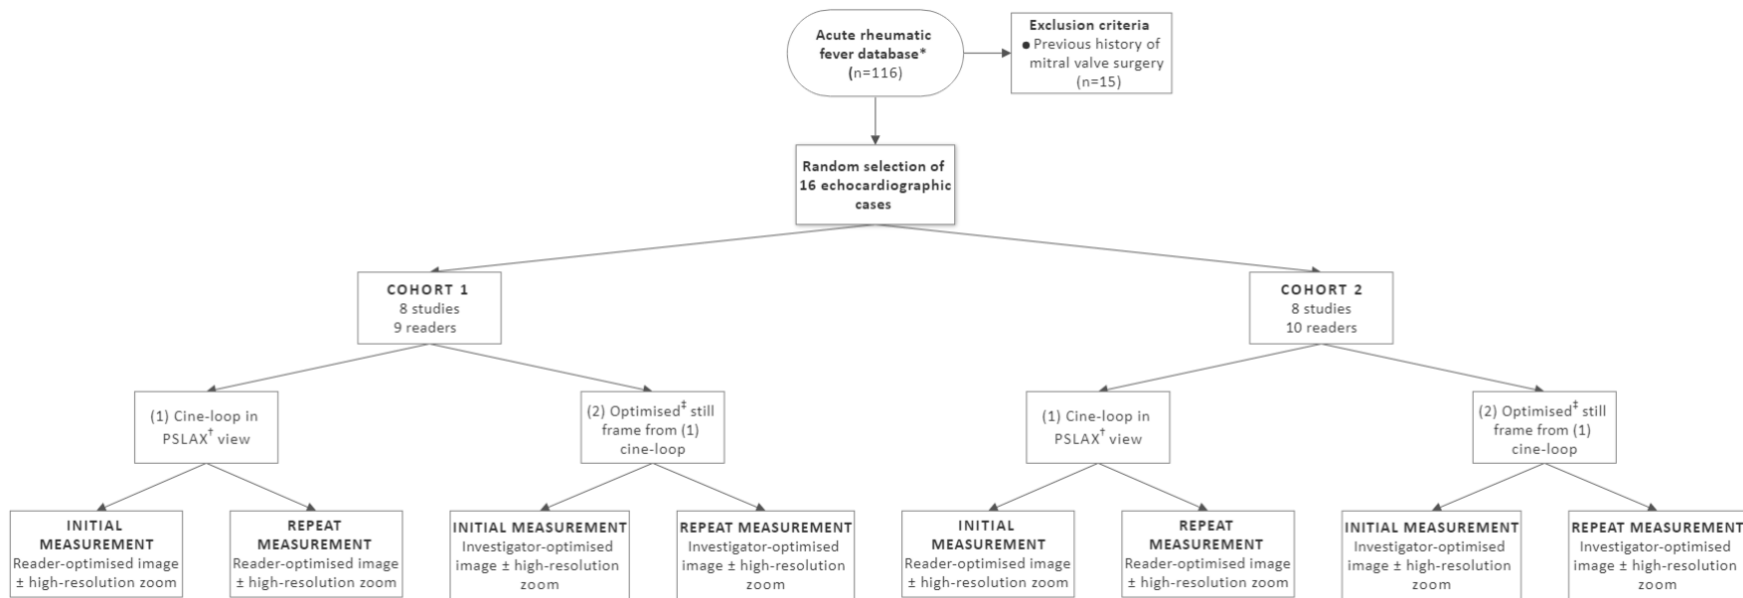 Acute rheumatic
fever database*
(n=116)
Exclusion criteria
● Previous history of
mitral valve surgery
(n=15)
Random selection of
16 echocardiographic
cases
COHORT 1
8 studies
9 readers
COHORT 2
8 studies
10 readers
(1) Cine-loop in
PSLAX† view
(2) Optimised‡ still
frame from (1)
cine-loop
(1) Cine-loop in
PSLAX† view
(2) Optimised‡ still
frame from (1)
cine-loop
INITIAL
MEASUREMENT
Reader-optimised image
± high-resolution zoom
REPEAT
MEASUREMENT
Reader-optimised image
± high-resolution zoom
INITIAL MEASUREMENT
Investigator-optimised
image ± high-resolution
zoom
REPEAT MEASUREMENT
Investigator-optimised
image ± high-resolution
zoom
INITIAL
MEASUREMENT
Reader-optimised image
± high-resolution zoom
REPEAT
MEASUREMENT
Reader-optimised image
± high-resolution zoom
INITIAL MEASUREMENT
Investigator-optimised
image ± high-resolution
zoom
REPEAT MEASUREMENT
Investigator-optimised
image ± high-resolution
zoom